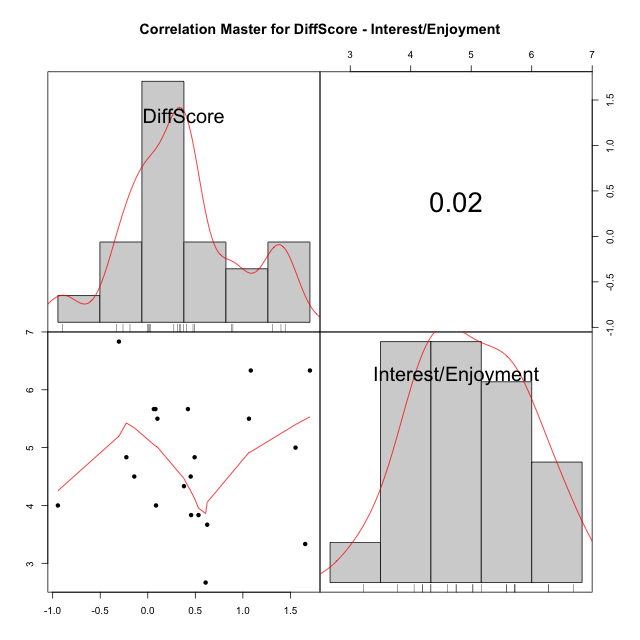 Correlation Master for DiffScore - Interest/Enjoyment
3 4 5 6 7
DiffScore
0.02
1.5
1.0
0.5
0.0
-0.5
-1.0
7
6
5
4
3
Interest/Enjoyment
-1.0 -0.5 0.0 0.5 1.0 1.5